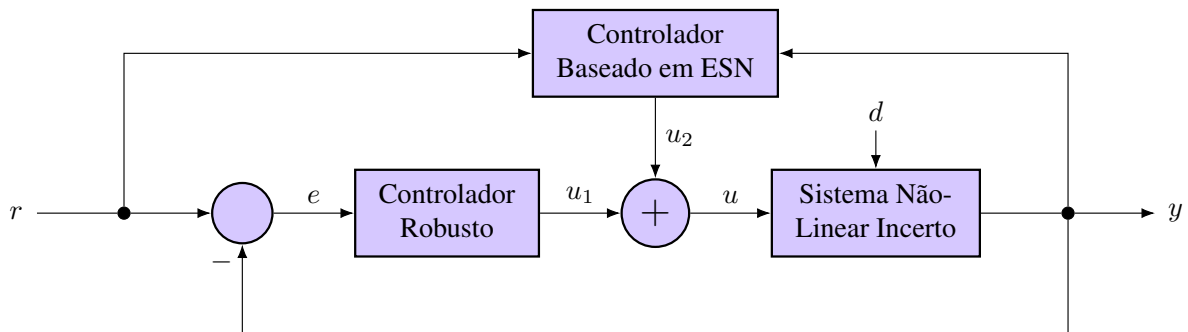 Controlador
Baseado em ESN
u₂
d
r
e
Controlador
Robusto
u₁
+
u
Sistema Não-
Linear Incerto
y
−